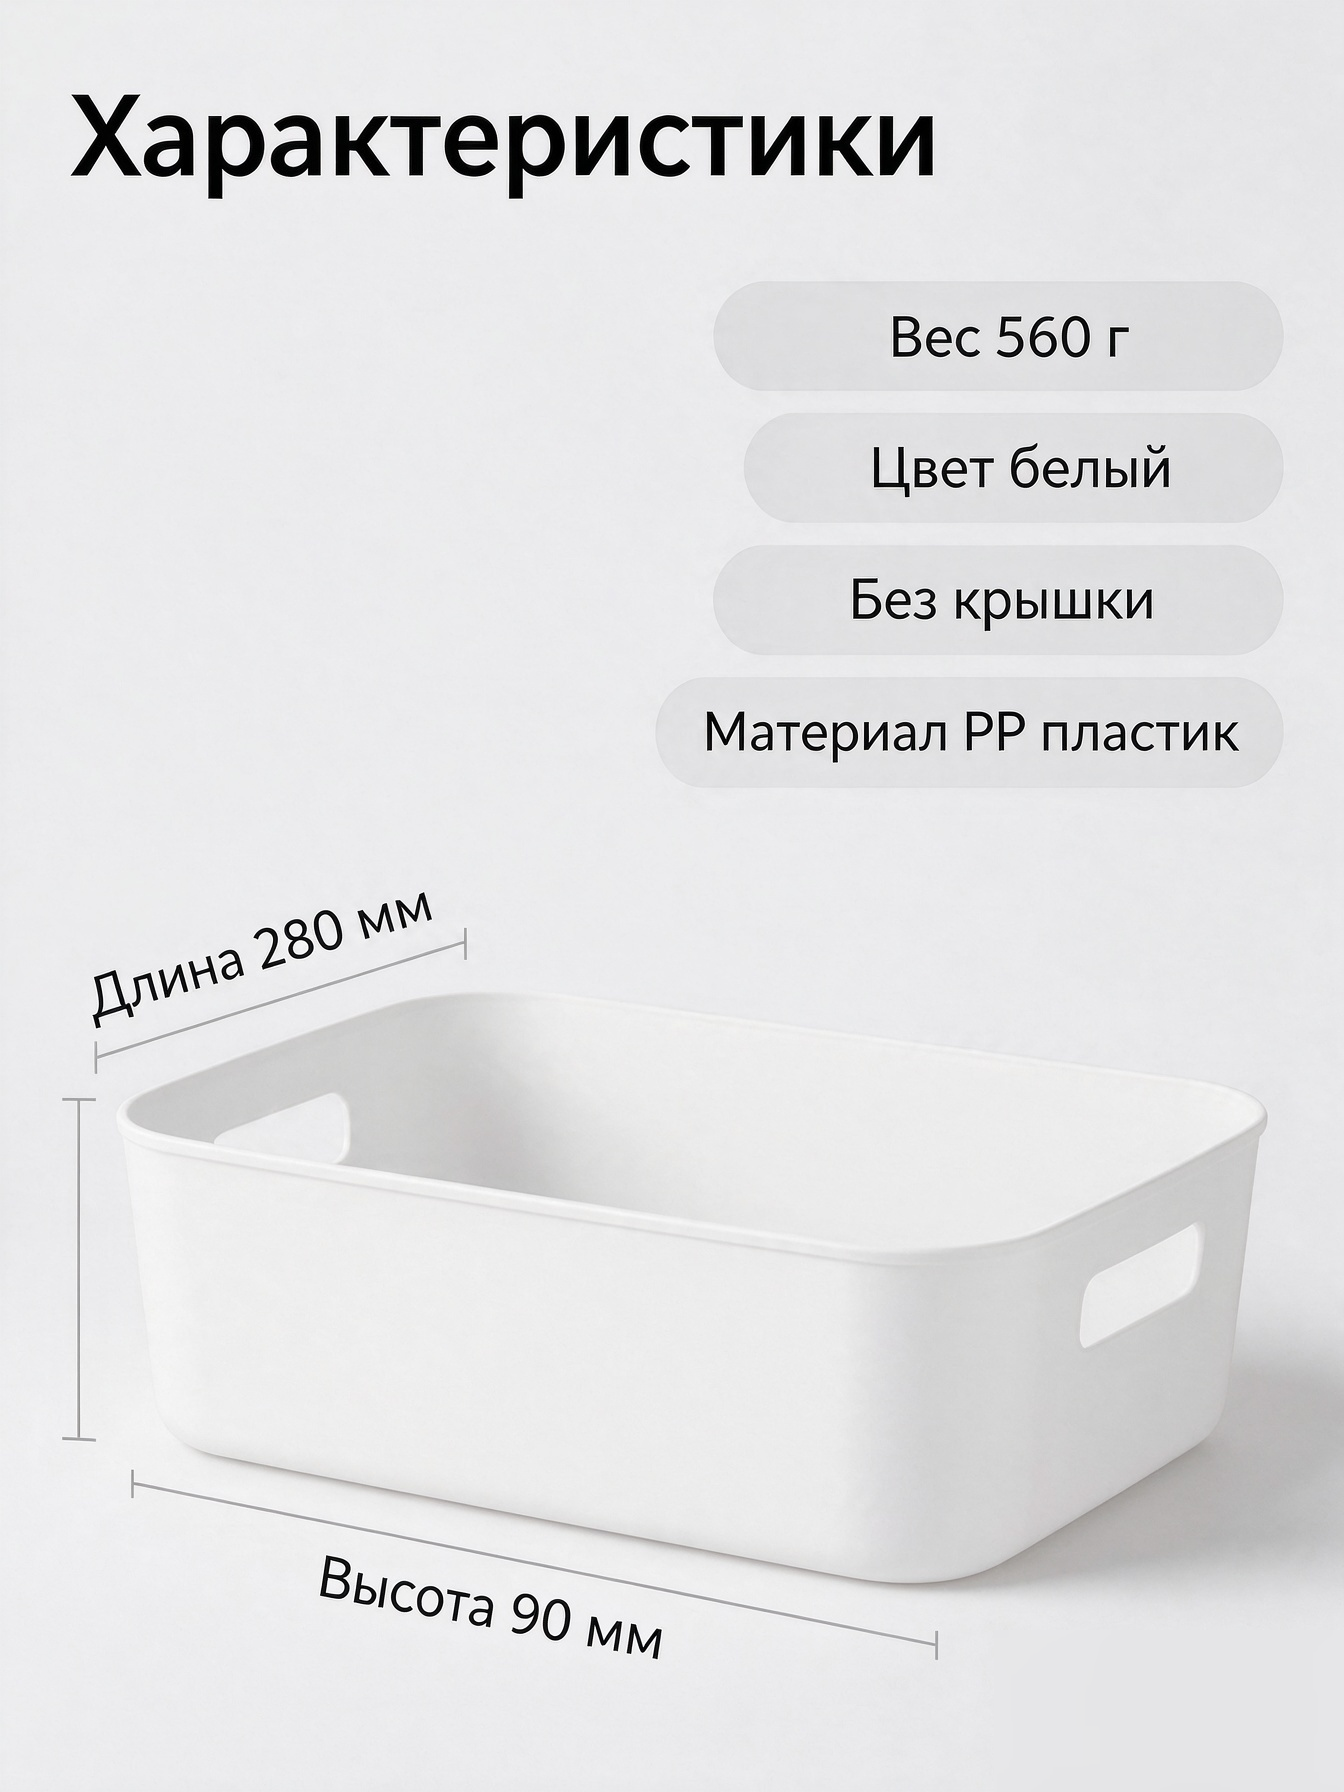 Характеристики
Вес 560 г
Цвет белый
Без крышки
Материал PP пластик
Длина 280 мм
Высота 90 мм